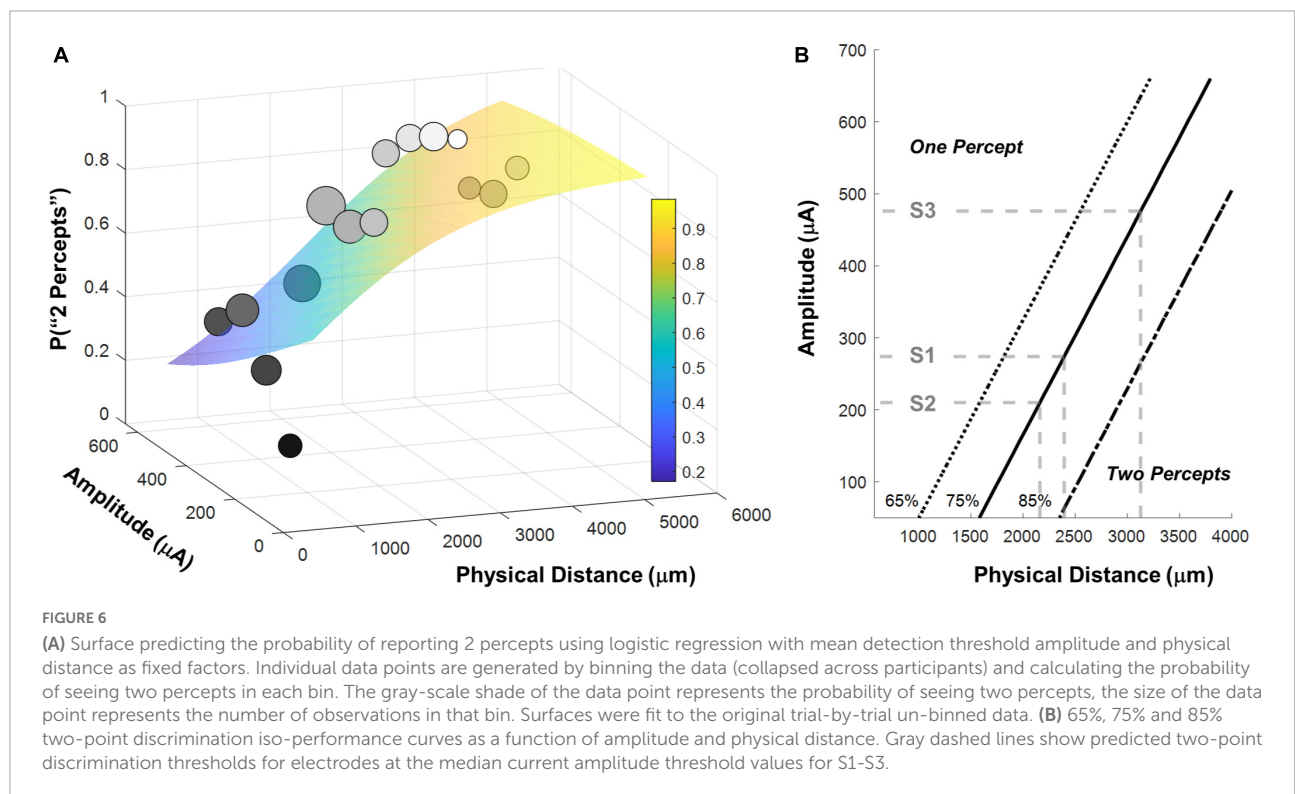 A
1
0.8
0.6
0.4
0.2
0
P("2 Percepts")
600
400
200
0
Amplitude (μA)
0
1000
2000
3000
4000
5000
6000
Physical Distance (μm)
0.9
0.8
0.7
0.6
0.5
0.4
0.3
0.2
B
700
600
500
400
300
200
100
Amplitude (μA)
One Percept
S3
S1
S2
Two Percepts
65%
75%
85%
1000
1500
2000
2500
3000
3500
4000
Physical Distance (μm)
FIGURE 6
(A) Surface predicting the probability of reporting 2 percepts using logistic regression with mean detection threshold amplitude and physical
distance as fixed factors. Individual data points are generated by binning the data (collapsed across participants) and calculating the probability
of seeing two percepts in each bin. The gray-scale shade of the data point represents the probability of seeing two percepts, the size of the data
point represents the number of observations in that bin. Surfaces were fit to the original trial-by-trial un-binned data. (B) 65%, 75% and 85%
two-point discrimination iso-performance curves as a function of amplitude and physical distance. Gray dashed lines show predicted two-point
discrimination thresholds for electrodes at the median current amplitude threshold values for S1-S3.